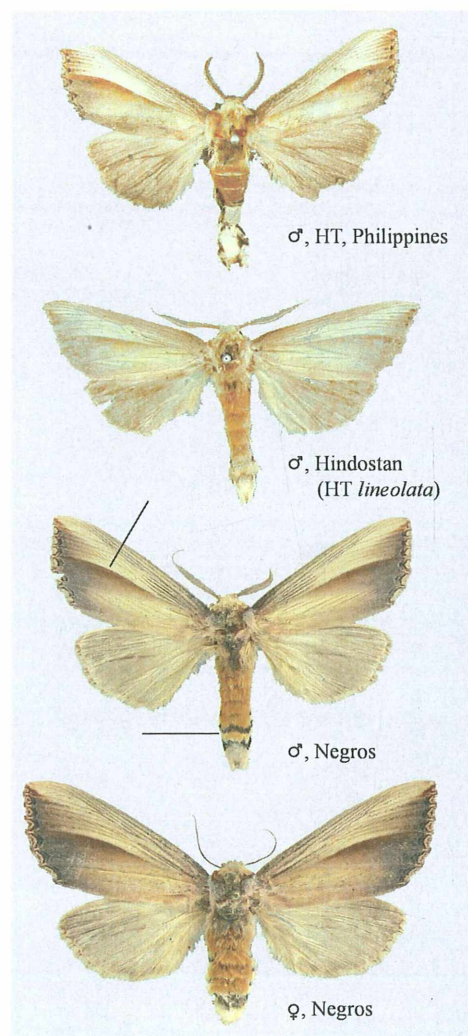 ♂, HT, Philippines
♂, Hindostan
(HT lineolata)
♂, Negros
♀, Negros